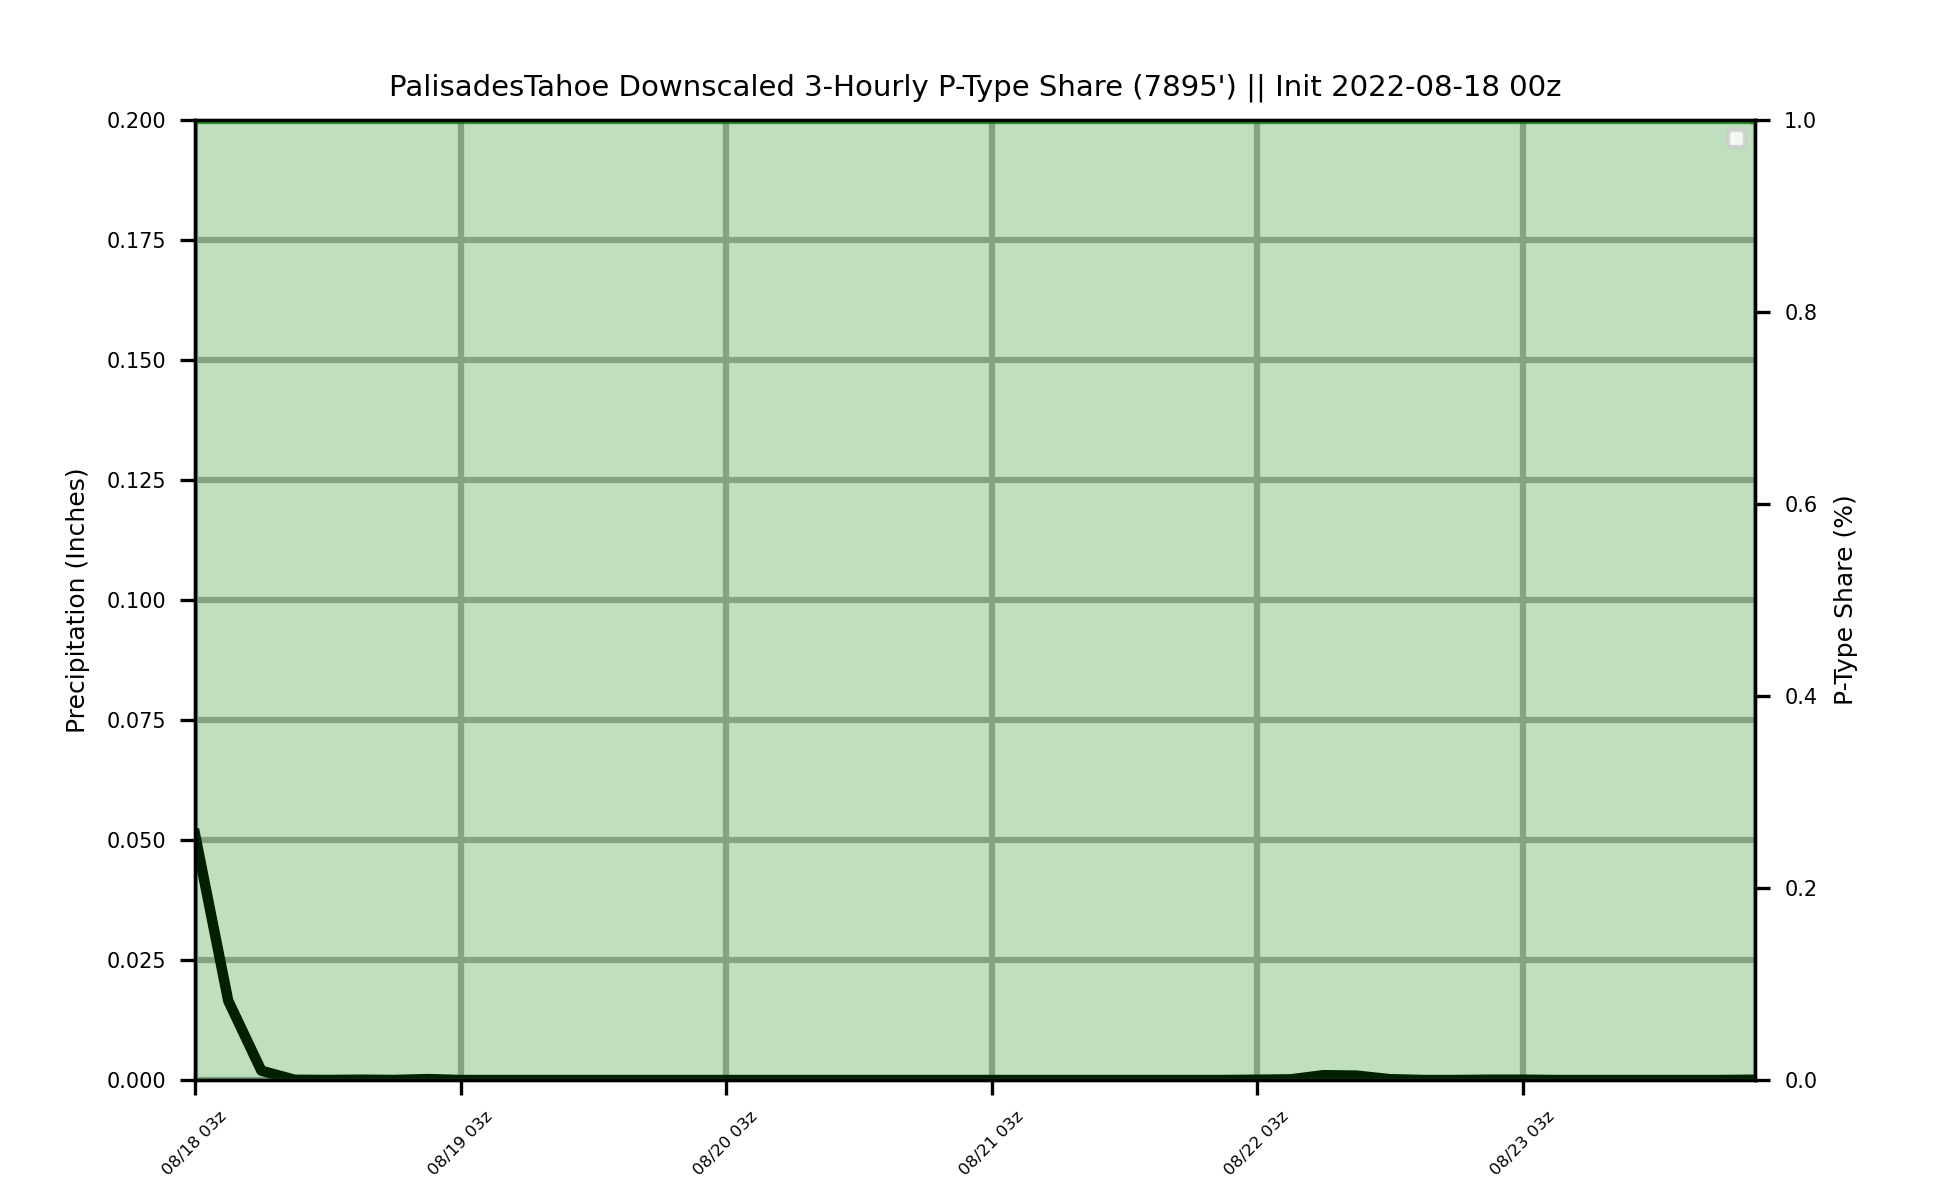 PalisadesTahoe Downscaled 3-Hourly P-Type Share (7895') || Init 2022-08-18 00z
0.200
0.175
0.150
0.125
0.100
0.075
0.050
0.025
0.000
Precipitation (Inches)
1.0
0.8
0.6
0.4
0.2
0.0
P-Type Share (%)
08/18 03z
08/19 03z
08/20 03z
08/21 03z
08/22 03z
08/23 03z